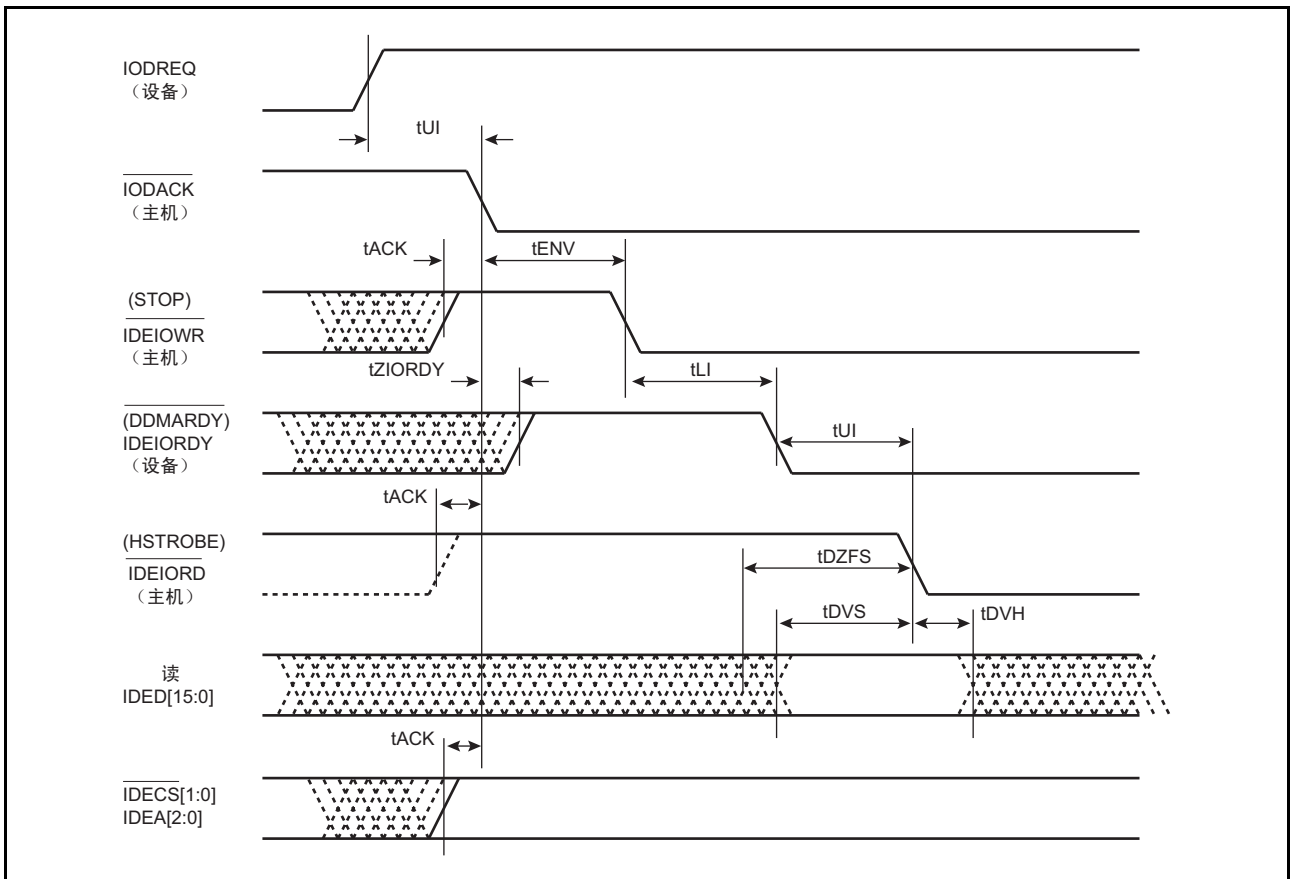 IODREQ
（设备）
tUI
IODACK
（主机）
tACK
tENV
(STOP)
IDEIOWR
（主机）
tZIORDY
tLI
(DDMARDY)
IDEIORDY
（设备）
tUI
tACK
(HSTROBE)
IDEIORD
（主机）
tDZFS
tDVS
tDVH
读
IDED[15:0]
tACK
IDECS[1:0]
IDEA[2:0]